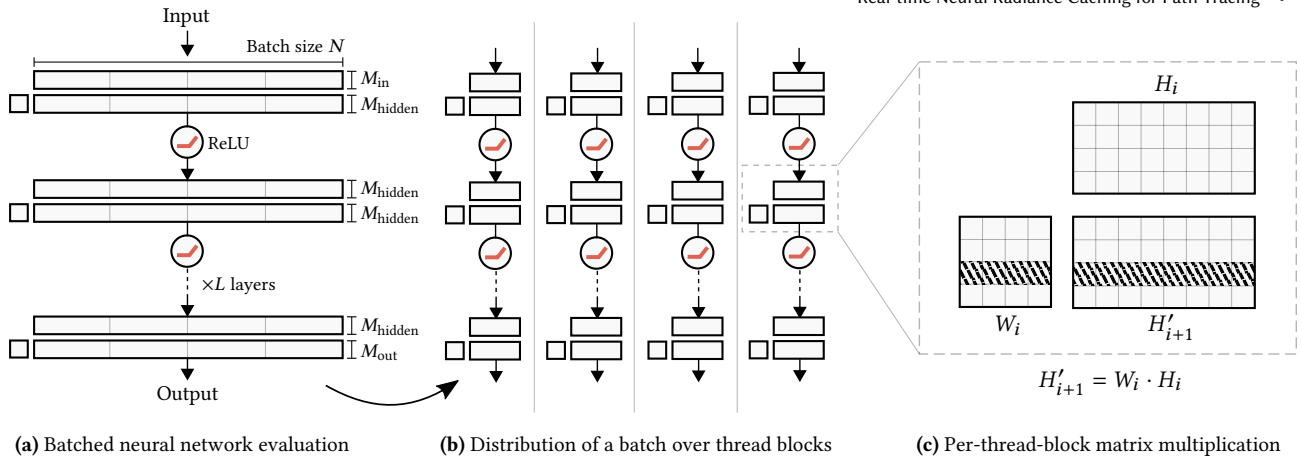 Real-time Neural Radiance Caching for Path Tracing
Input
Batch size N
M_in
M_hidden
ReLU
M_hidden
M_hidden
×L layers
M_hidden
M_out
Output
H_i
W_i
H'_{i+1}
H'_{i+1} = W_i · H_i
(a) Batched neural network evaluation
(b) Distribution of a batch over thread blocks
(c) Per-thread-block matrix multiplication